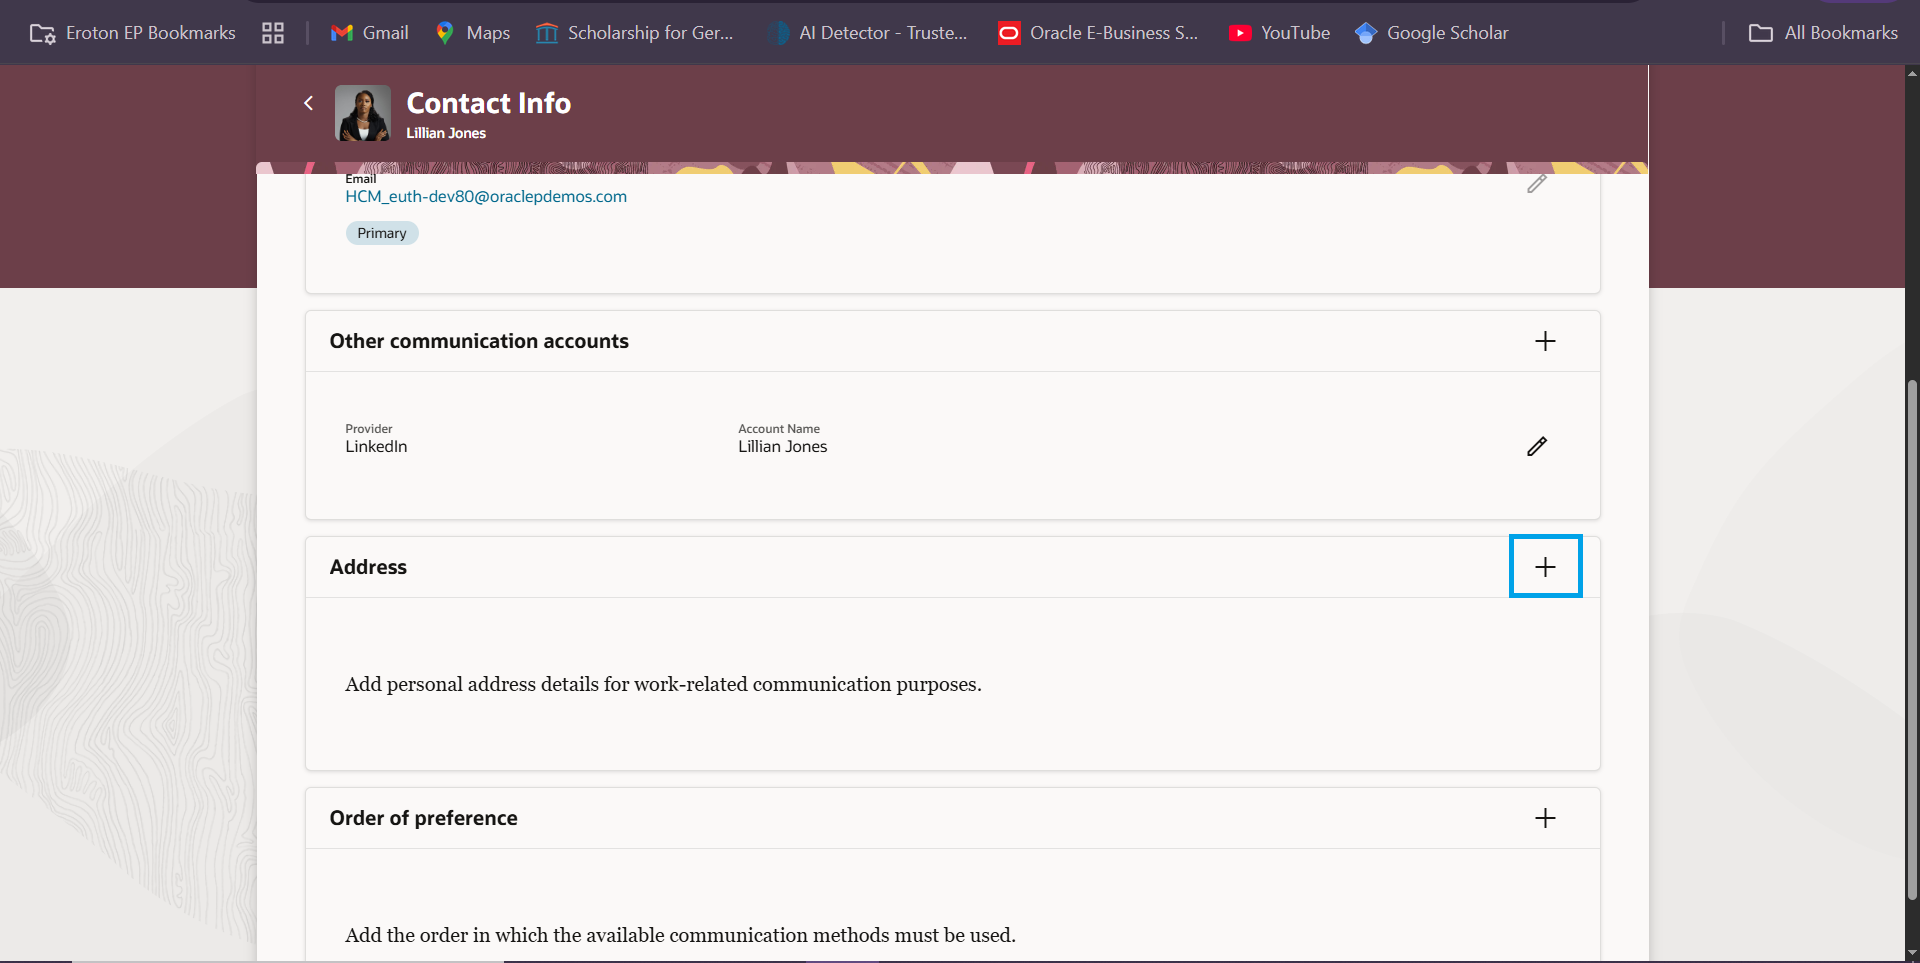 Eroton EP Bookmarks Gmail Maps Scholarship for Ger... AI Detector - Truste... Oracle E-Business S... YouTube Google Scholar All Bookmarks
Contact Info
Lillian Jones
Email
HCM_euth-dev80@oraclepdemos.com
Primary
Other communication accounts
Provider Account Name
LinkedIn Lillian Jones
Address
Add personal address details for work-related communication purposes.
Order of preference
Add the order in which the available communication methods must be used.